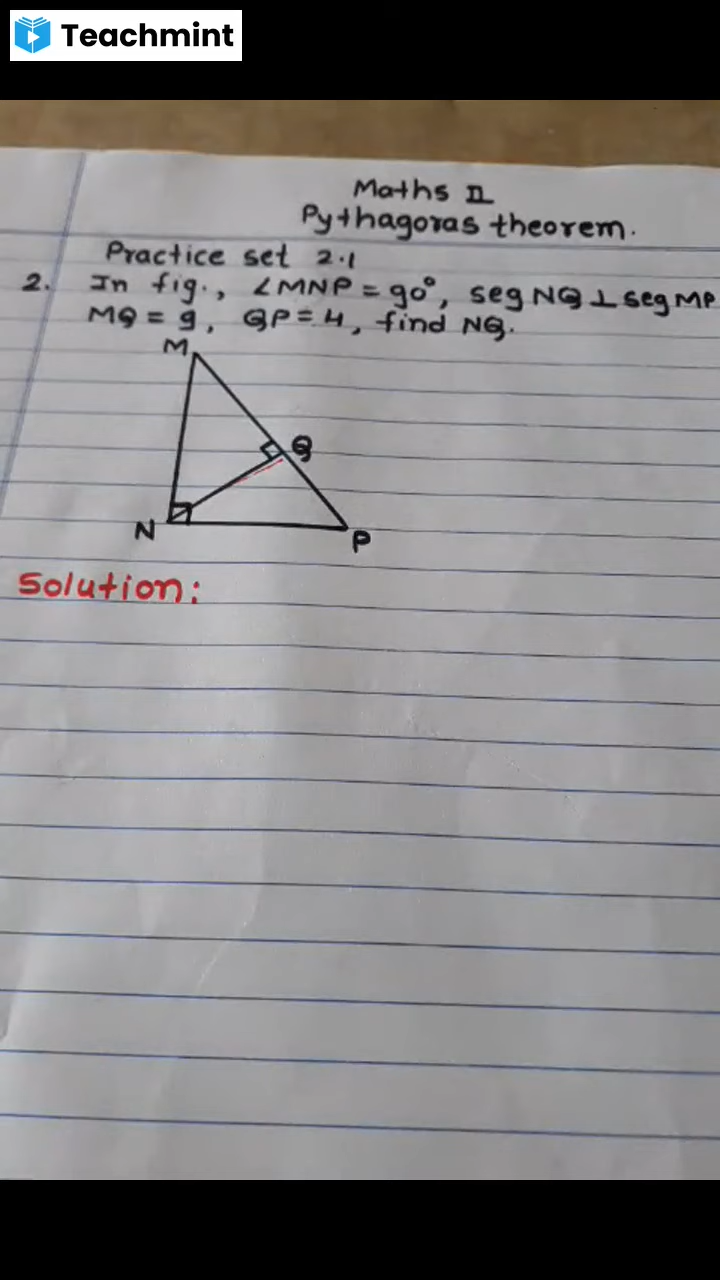 Teachmint
Maths II
Pythagoras theorem.
Practice set 2.1
2. In fig., ∠MNP = 90°, seg NQ ⊥ seg MP
MQ = 9, QP = 4, find NQ.
M
Q
N
P
Solution: